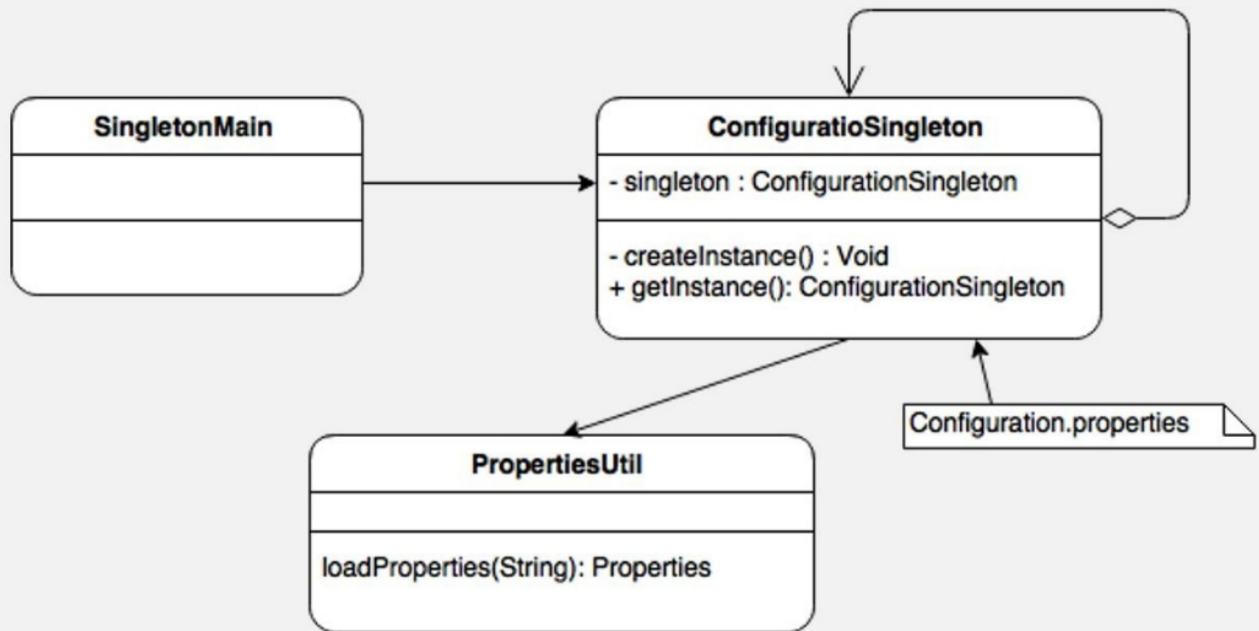 SingletonMain
ConfiguratioSingleton
- singleton : ConfigurationSingleton
- createInstance() : Void
+ getInstance(): ConfigurationSingleton
Configuration.properties
PropertiesUtil
loadProperties(String): Properties